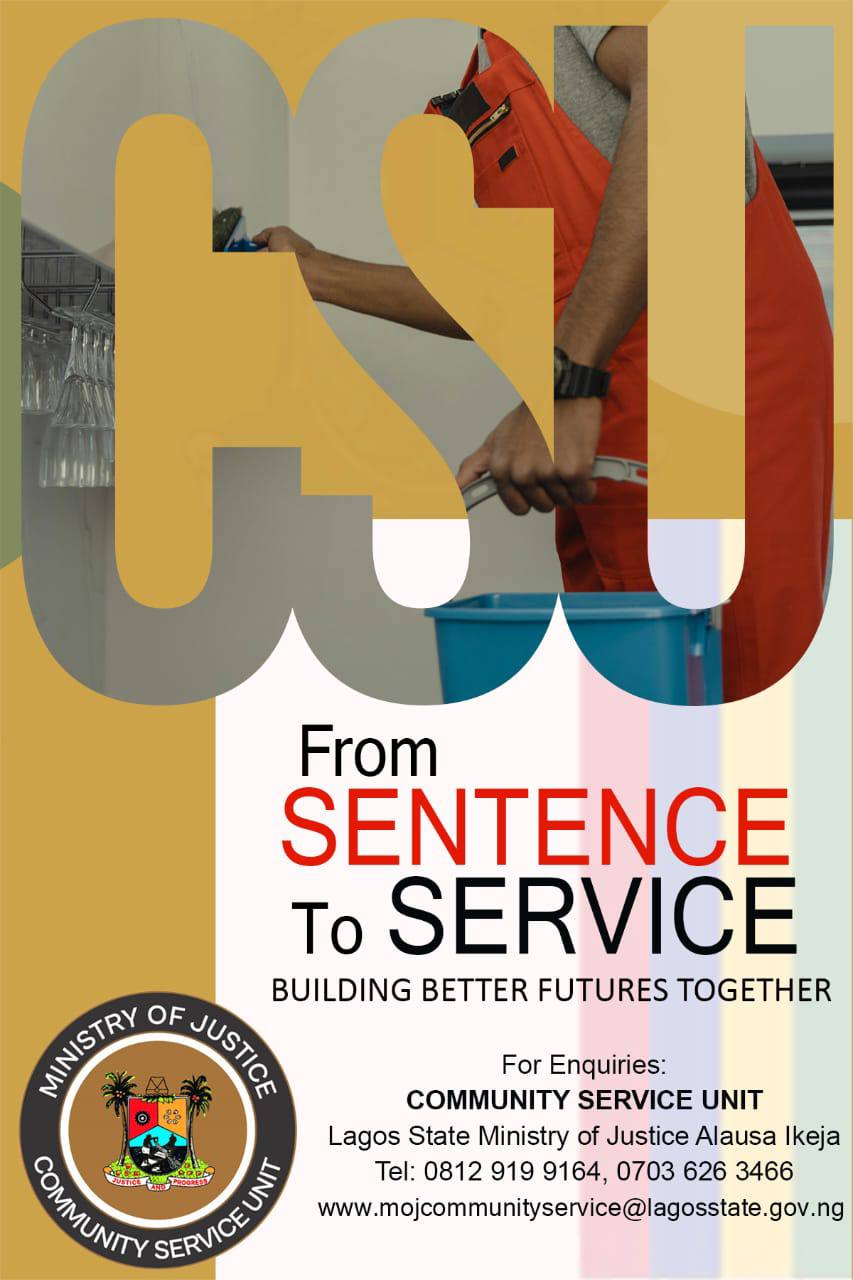 CSU
From
SENTENCE
To SERVICE
BUILDING BETTER FUTURES TOGETHER
For Enquiries:
COMMUNITY SERVICE UNIT
Lagos State Ministry of Justice Alausa Ikeja
Tel: 0812 919 9164, 0703 626 3466
www.mojcommunityservice@lagosstate.gov.ng
MINISTRY OF JUSTICE
JUSTICE AND PROGRESS
COMMUNITY SERVICE UNIT